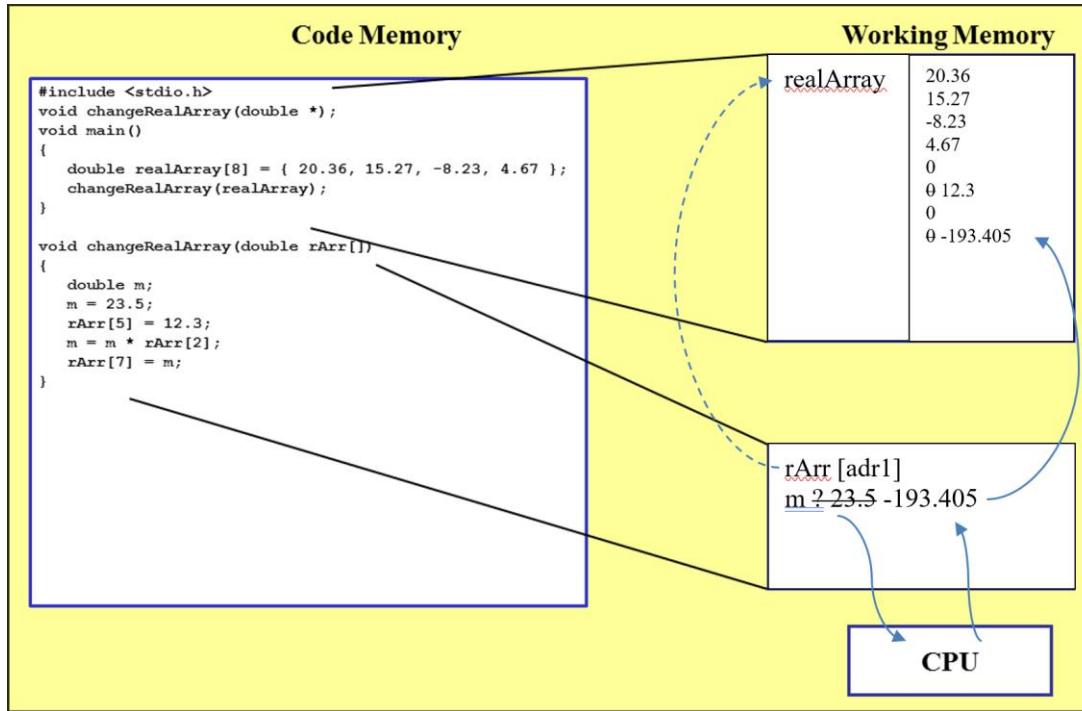 Code Memory
#include <stdio.h>
void changeRealArray(double *);
void main()
{
double realArray[8] = { 20.36, 15.27, -8.23, 4.67 };
changeRealArray(realArray);
}
void changeRealArray(double rArr[])
{
double m;
m = 23.5;
rArr[5] = 12.3;
m = m * rArr[2];
rArr[7] = m;
}
Working Memory
realArray
20.36
15.27
-8.23
4.67
0
0 12.3
0
0 -193.405
rArr [adr1]
m ? 23.5 -193.405
CPU